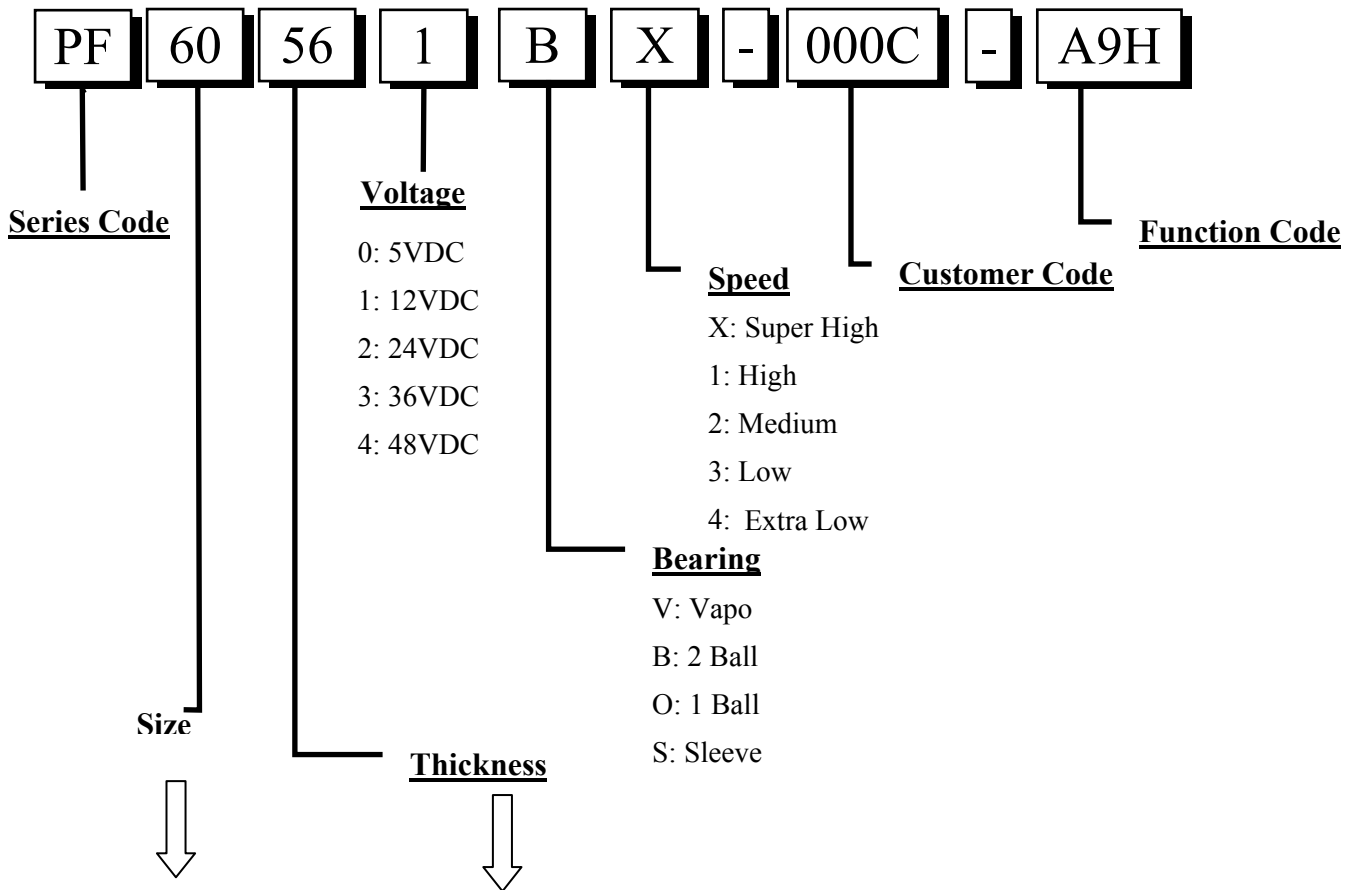 PF 60 56 1 B X - 000C - A9H
Series Code
Voltage
0: 5VDC
1: 12VDC
2: 24VDC
3: 36VDC
4: 48VDC
Function Code
Customer Code
Speed
X: Super High
1: High
2: Medium
3: Low
4: Extra Low
Bearing
V: Vapo
B: 2 Ball
O: 1 Ball
S: Sleeve
Size
Thickness